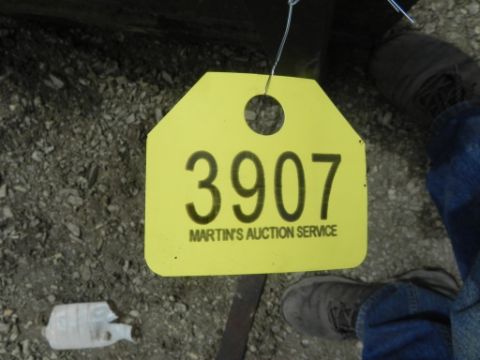 3907
MARTIN'S AUCTION SERVICE